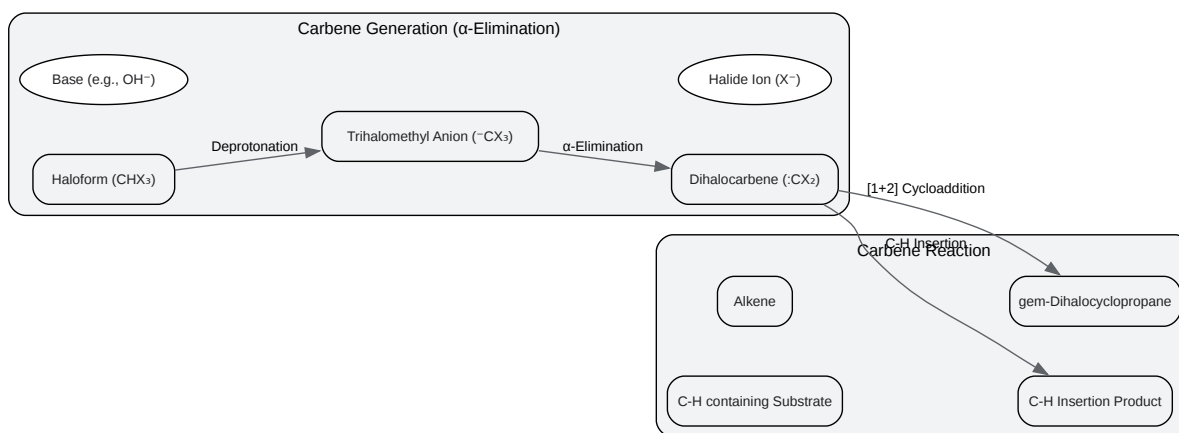 Carbene Generation (α-Elimination)
Base (e.g., OH⁻)
Halide Ion (X⁻)
Trihalomethyl Anion (⁻CX₃)
Deprotonation
α-Elimination
Haloform (CHX₃)
Dihalocarbene (:CX₂)
[1+2] Cycloaddition
C-H Insertion
Carbene Reaction
Alkene
gem-Dihalocyclopropane
C-H containing Substrate
C-H Insertion Product